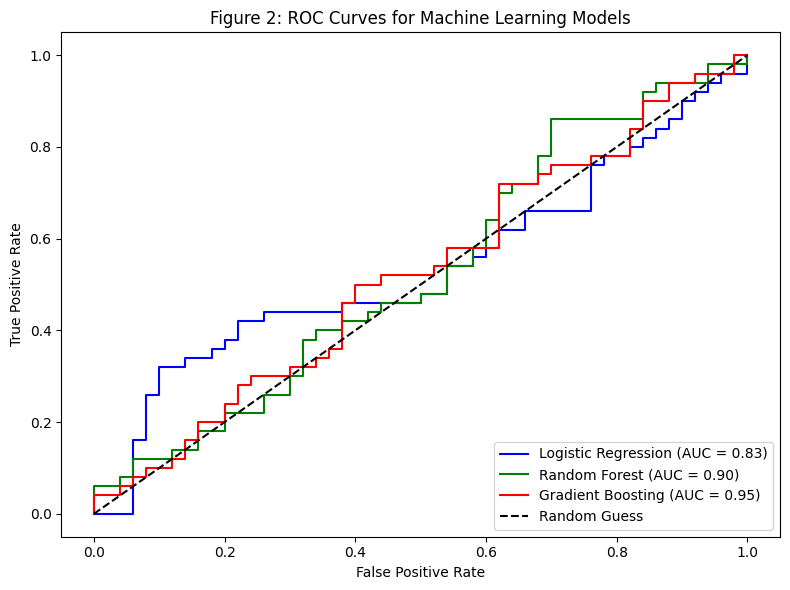 Figure 2: ROC Curves for Machine Learning Models
True Positive Rate
1.0
0.8
0.6
0.4
0.2
0.0
Logistic Regression (AUC = 0.83)
Random Forest (AUC = 0.90)
Gradient Boosting (AUC = 0.95)
Random Guess
0.0 0.2 0.4 0.6 0.8 1.0
False Positive Rate